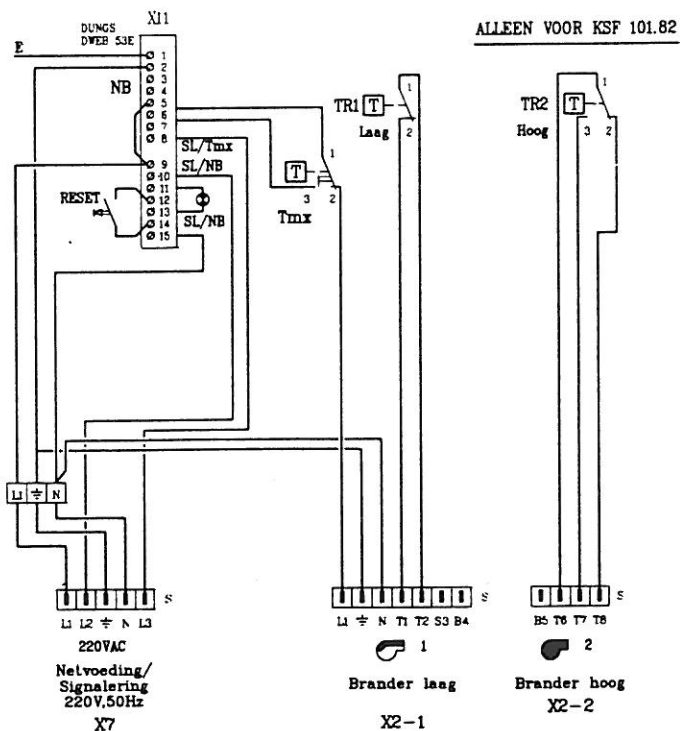 X11
DUNGS
DWEB 53E
ALLEEN VOOR KSF 101.82
E
NB
1
2
3
4
5
6
7
8
9
10
11
12
13
14
15
SL/Tmx
SL/NB
SL/NB
RESET
T
1
3 2
Tmx
TR1 T
Laag
1
2
TR2 T
Hoog
1
3 2
L1 N
L1 L2 N L3 S
220VAC
Netvoeding/
Signalering
220V,50Hz
X7
L1 N T1 T2 S3 B4 S
1
Brander laag
X2-1
B5 T6 T7 T8 S
2
Brander hoog
X2-2